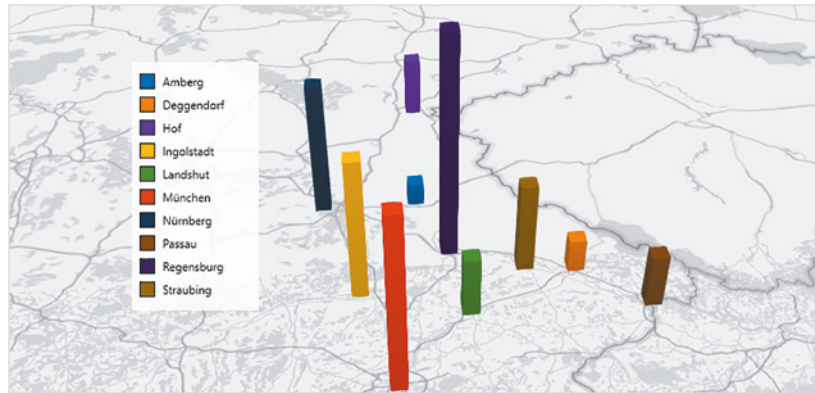 Amberg
Deggendorf
Hof
Ingolstadt
Landshut
München
Nürnberg
Passau
Regensburg
Straubing